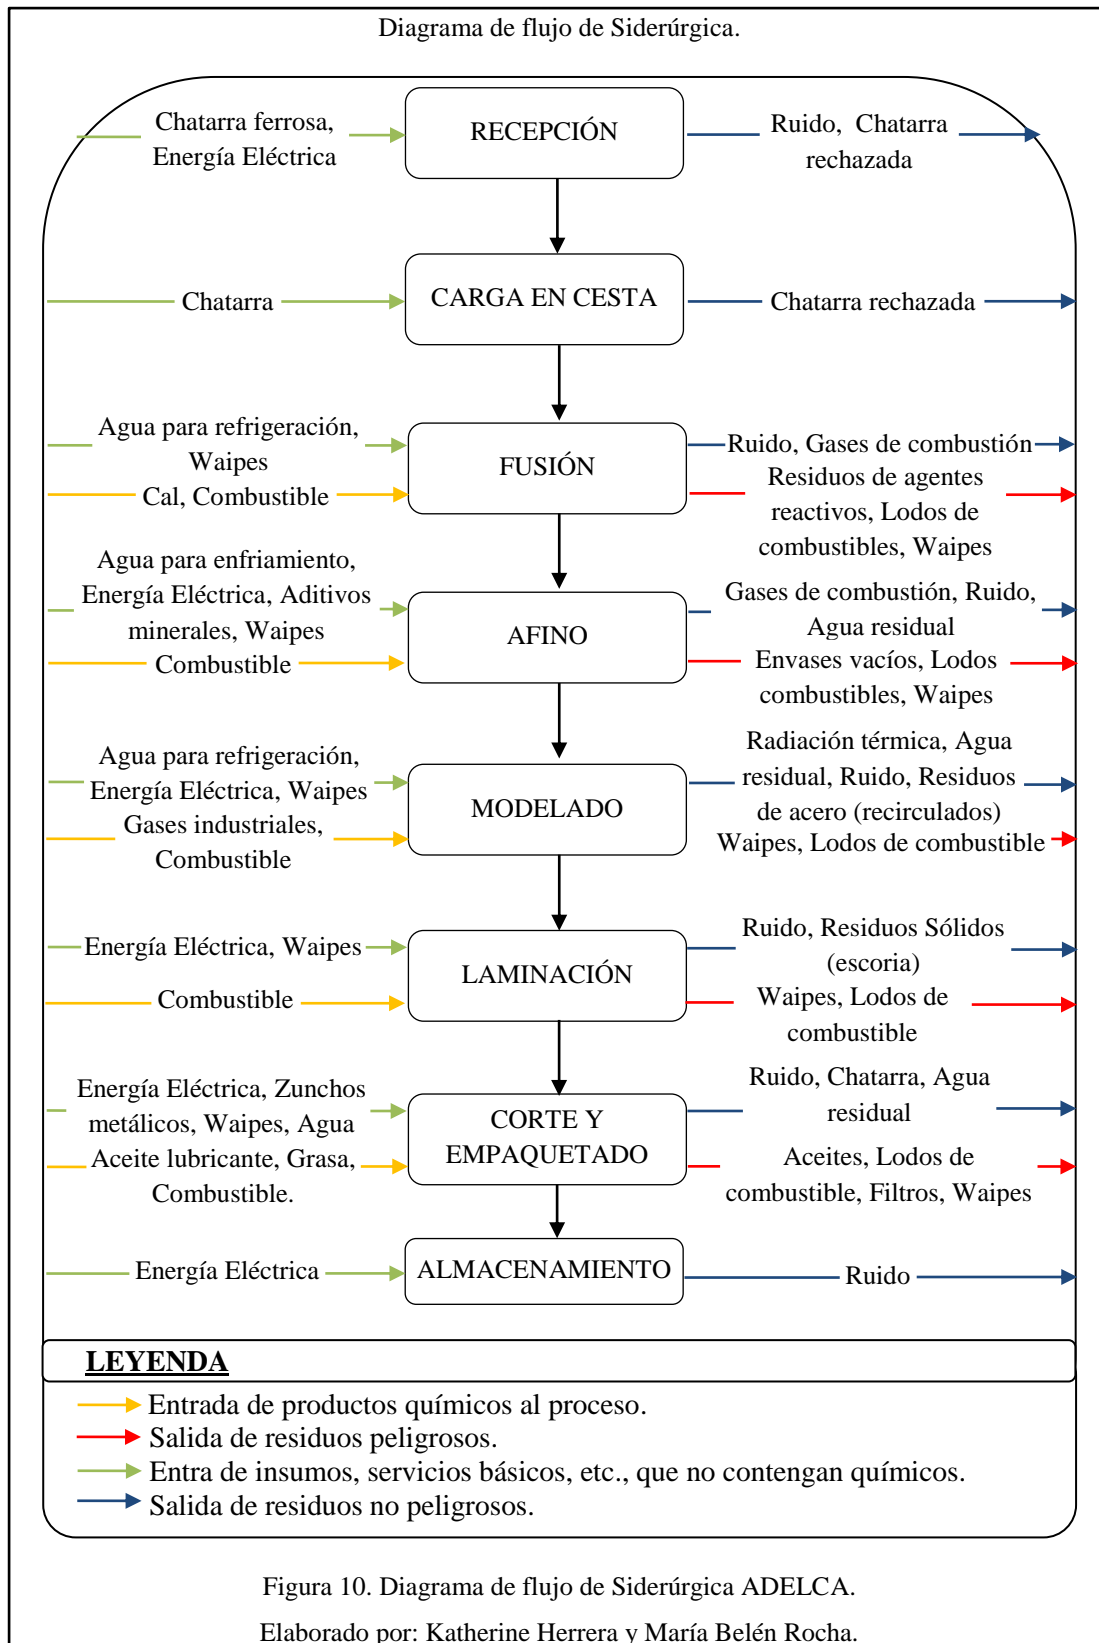 Diagrama de flujo de Siderúrgica.
Chatarra ferrosa,
Energía Eléctrica
RECEPCIÓN
Ruido, Chatarra
rechazada
Chatarra
CARGA EN CESTA
Chatarra rechazada
Agua para refrigeración,
Waipes
Cal, Combustible
FUSIÓN
Ruido, Gases de combustión
Residuos de agentes
reactivos, Lodos de
combustibles, Waipes
Agua para enfriamiento,
Energía Eléctrica, Aditivos
minerales, Waipes
Combustible
AFINO
Gases de combustión, Ruido,
Agua residual
Envases vacíos, Lodos
combustibles, Waipes
Agua para refrigeración,
Energía Eléctrica, Waipes
Gases industriales,
Combustible
MODELADO
Radiación térmica, Agua
residual, Ruido, Residuos
de acero (recirculados)
Waipes, Lodos de combustible
Energía Eléctrica, Waipes
Combustible
LAMINACIÓN
Ruido, Residuos Sólidos
(escoria)
Waipes, Lodos de
combustible
Energía Eléctrica, Zunchos
metálicos, Waipes, Agua
Aceite lubricante, Grasa,
Combustible.
CORTE Y
EMPAQUETADO
Ruido, Chatarra, Agua
residual
Aceites, Lodos de
combustible, Filtros, Waipes
Energía Eléctrica
ALMACENAMIENTO
Ruido
LEYENDA
Entrada de productos químicos al proceso.
Salida de residuos peligrosos.
Entra de insumos, servicios básicos, etc., que no contengan químicos.
Salida de residuos no peligrosos.
Figura 10. Diagrama de flujo de Siderúrgica ADELCA.
Elaborado por: Katherine Herrera y María Belén Rocha.